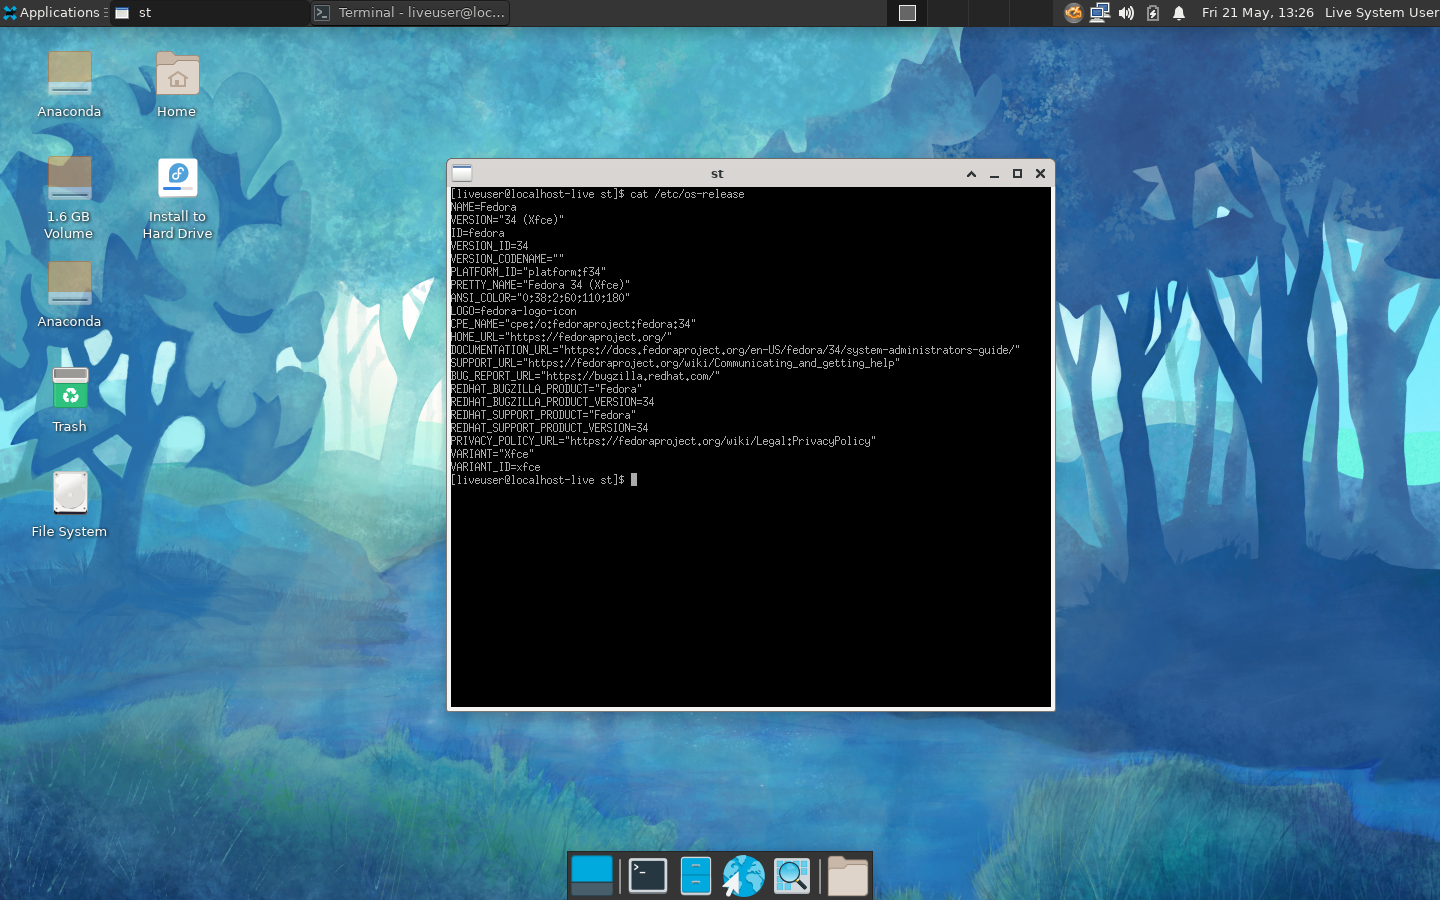 Applications
st
Terminal - liveuser@loc...
Fri 21 May, 13:26
Live System User
Anaconda
Home
1.6 GB
Volume
Install to
Hard Drive
Anaconda
Trash
File System
st
[liveuser@localhost-live st]$ cat /etc/os-release
NAME=Fedora
VERSION="34 (Xfce)"
ID=fedora
VERSION_ID=34
VERSION_CODENAME=""
PLATFORM_ID="platform:f34"
PRETTY_NAME="Fedora 34 (Xfce)"
ANSI_COLOR="0;38;2;60;110;180"
LOGO=fedora-logo-icon
CPE_NAME="cpe:/o:fedoraproject:fedora:34"
HOME_URL="https://fedoraproject.org/"
DOCUMENTATION_URL="https://docs.fedoraproject.org/en-US/fedora/34/system-administrators-guide/"
SUPPORT_URL="https://fedoraproject.org/wiki/Communicating_and_getting_help"
BUG_REPORT_URL="https://bugzilla.redhat.com/"
REDHAT_BUGZILLA_PRODUCT="Fedora"
REDHAT_BUGZILLA_PRODUCT_VERSION=34
REDHAT_SUPPORT_PRODUCT="Fedora"
REDHAT_SUPPORT_PRODUCT_VERSION=34
PRIVACY_POLICY_URL="https://fedoraproject.org/wiki/Legal:PrivacyPolicy"
VARIANT="Xfce"
VARIANT_ID=xfce
[liveuser@localhost-live st]$